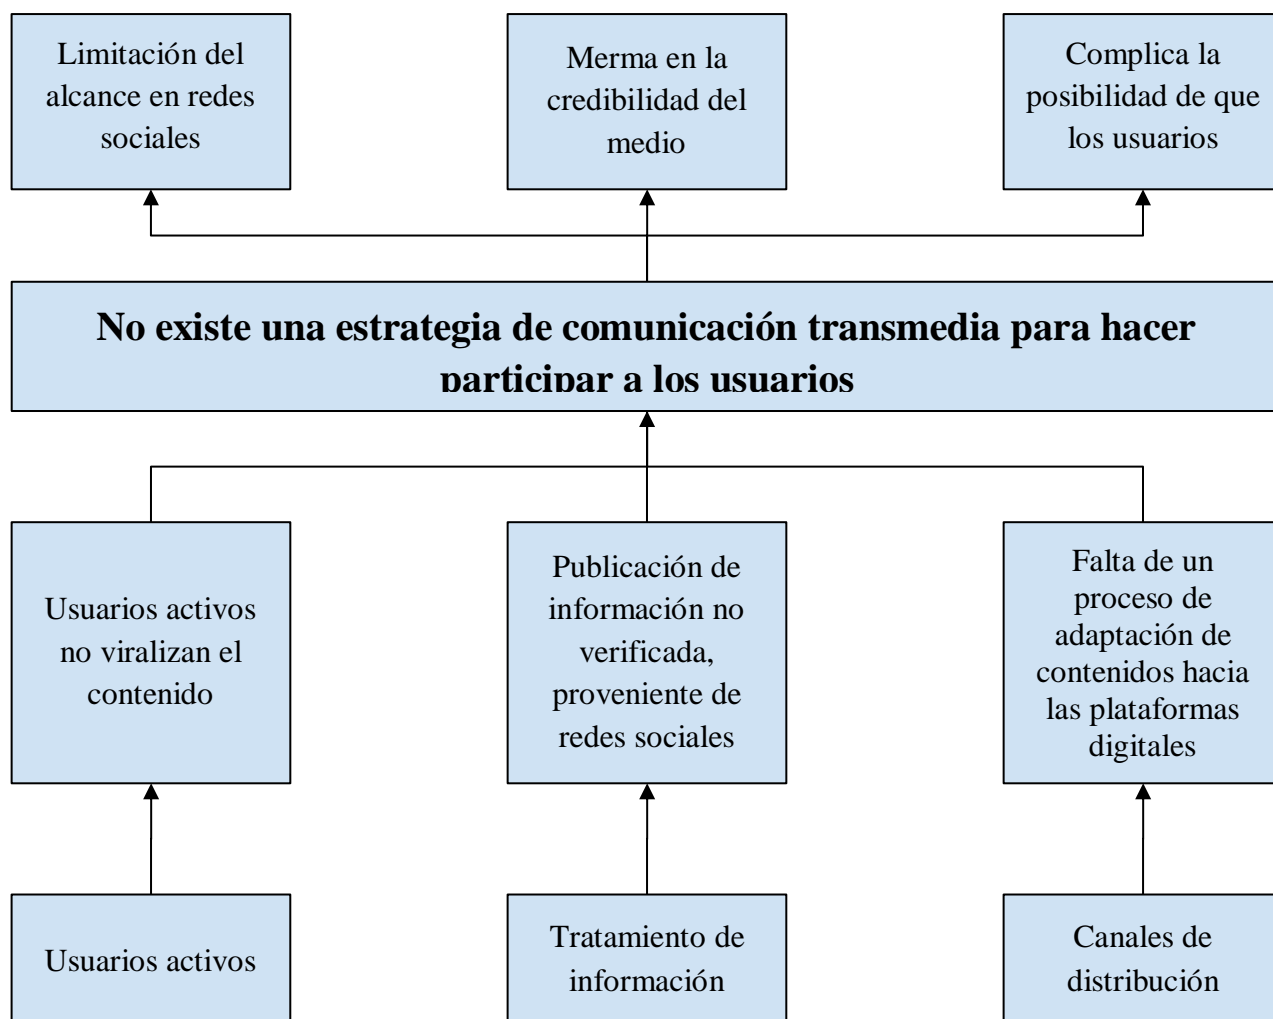 Limitación del
alcance en redes
sociales
Merma en la
credibilidad del
medio
Complica la
posibilidad de que
los usuarios
No existe una estrategia de comunicación transmedia para hacer
participar a los usuarios
Usuarios activos
no viralizan el
contenido
Publicación de
información no
verificada,
proveniente de
redes sociales
Falta de un
proceso de
adaptación de
contenidos hacia
las plataformas
digitales
Usuarios activos
Tratamiento de
información
Canales de
distribución